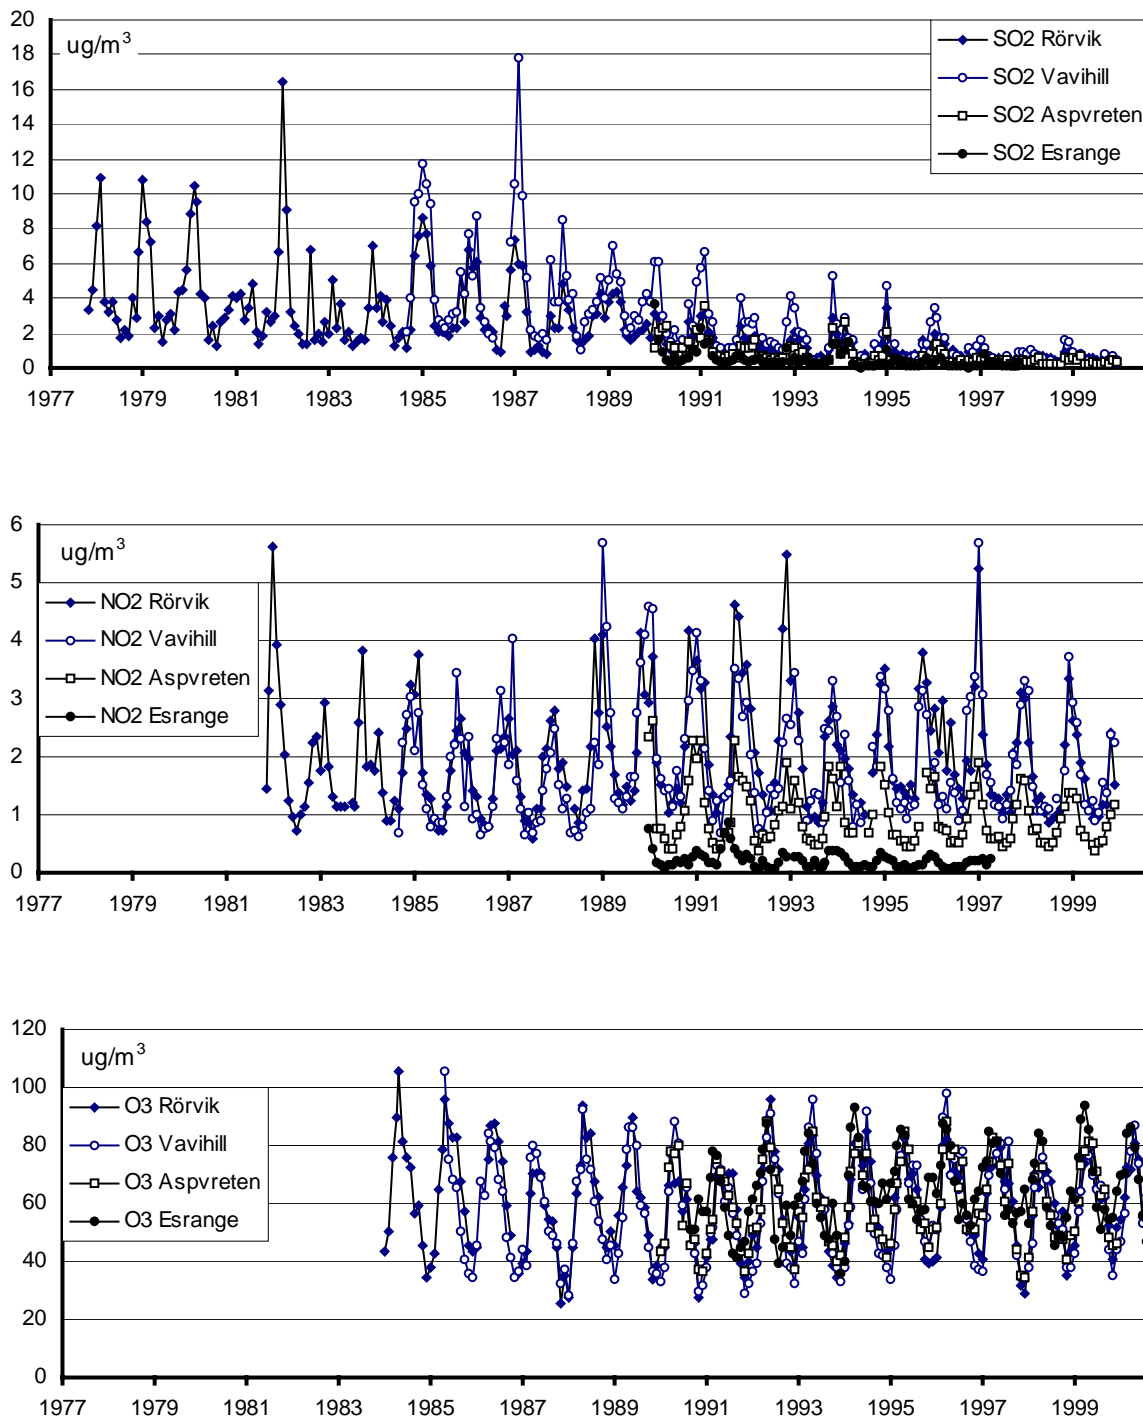 20
18
16
14
12
10
8
6
4
2
0
ug/m³
SO2 Rörvik
SO2 Vavihill
SO2 Aspvreten
SO2 Esrange
1977 1979 1981 1983 1985 1987 1989 1991 1993 1995 1997 1999
6
5
4
3
2
1
0
ug/m³
NO2 Rörvik
NO2 Vavihill
NO2 Aspvreten
NO2 Esrange
1977 1979 1981 1983 1985 1987 1989 1991 1993 1995 1997 1999
120
100
80
60
40
20
0
ug/m³
O3 Rörvik
O3 Vavihill
O3 Aspvreten
O3 Esrange
1977 1979 1981 1983 1985 1987 1989 1991 1993 1995 1997 1999